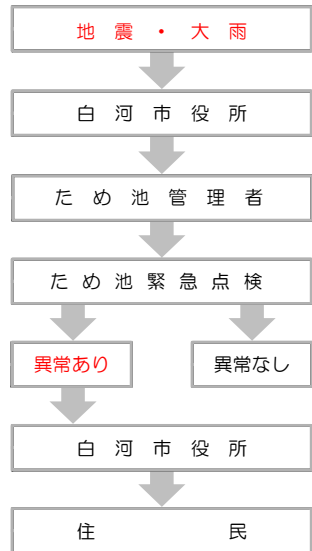 地震・大雨
白河市役所
ため池管理者
ため池緊急点検
異常あり 異常なし
白河市役所
住民